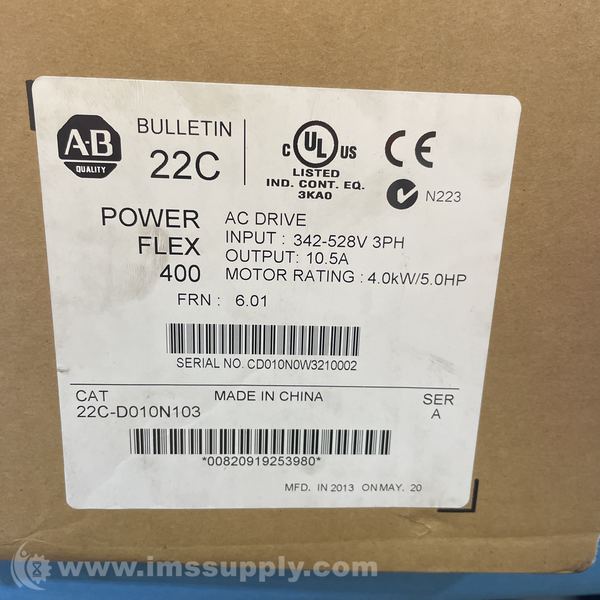 A-B
QUALITY
BULLETIN
22C
C UL US
LISTED
IND. CONT. EQ.
3KA0
CE
N223
POWER
FLEX
400
AC DRIVE
INPUT : 342-528V 3PH
OUTPUT: 10.5A
MOTOR RATING : 4.0kW/5.0HP
FRN : 6.01
SERIAL NO. CD010N0W3210002
CAT
22C-D010N103
MADE IN CHINA
SER
A
*00820919253980*
MFD. IN 2013 ON MAY. 20
www.imssupply.com